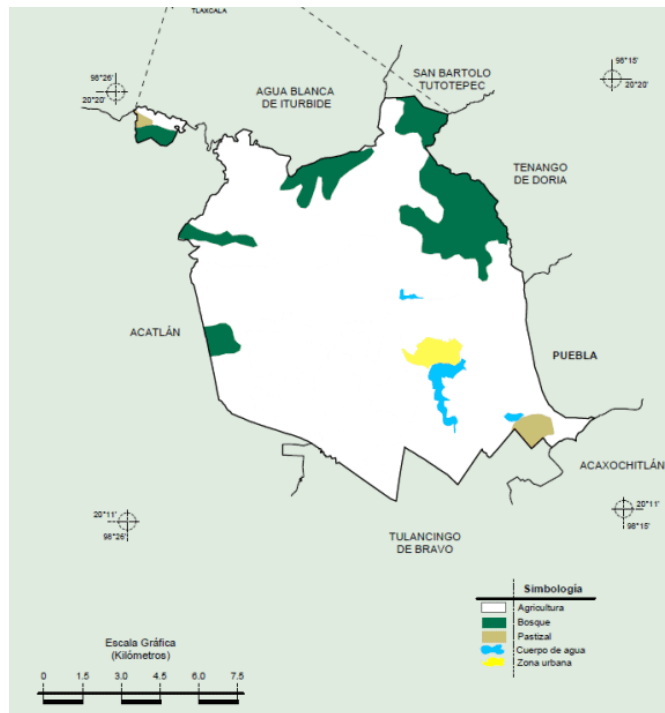 TLAXCALA
98°26'
20°20'
AGUA BLANCA
DE ITURBIDE
SAN BARTOLO
TUTOTEPEC
98°15'
20°20'
TENANGO
DE DORIA
ACATLÁN
PUEBLA
ACAXOCHITLÁN
20°11'
98°26'
20°11'
98°15'
TULANCINGO
DE BRAVO
Simbología
Agricultura
Bosque
Pastizal
Cuerpo de agua
Zona urbana
Escala Gráfica
(Kilómetros)
0 1.5 3.0 4.5 6.0 7.5